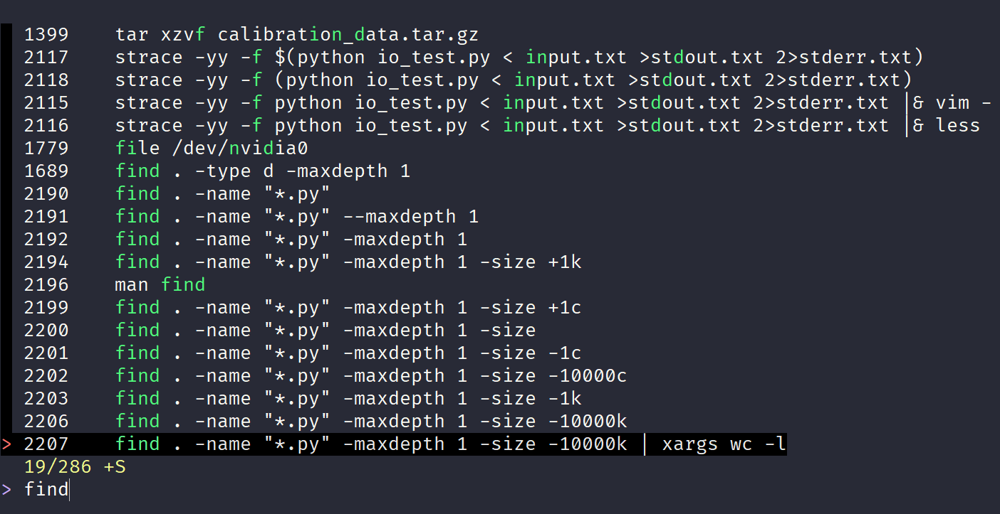 1399    tar xzvf calibration_data.tar.gz
2117    strace -yy -f $(python io_test.py < input.txt >stdout.txt 2>stderr.txt)
2118    strace -yy -f (python io_test.py < input.txt >stdout.txt 2>stderr.txt)
2115    strace -yy -f python io_test.py < input.txt >stdout.txt 2>stderr.txt |& vim -
2116    strace -yy -f python io_test.py < input.txt >stdout.txt 2>stderr.txt |& less
1779    file /dev/nvidia0
1689    find . -type d -maxdepth 1
2190    find . -name "*.py"
2191    find . -name "*.py" --maxdepth 1
2192    find . -name "*.py" -maxdepth 1
2194    find . -name "*.py" -maxdepth 1 -size +1k
2196    man find
2199    find . -name "*.py" -maxdepth 1 -size +1c
2200    find . -name "*.py" -maxdepth 1 -size
2201    find . -name "*.py" -maxdepth 1 -size -1c
2202    find . -name "*.py" -maxdepth 1 -size -10000c
2203    find . -name "*.py" -maxdepth 1 -size -1k
2206    find . -name "*.py" -maxdepth 1 -size -10000k
> 2207    find . -name "*.py" -maxdepth 1 -size -10000k | xargs wc -l
19/286 +S
> find